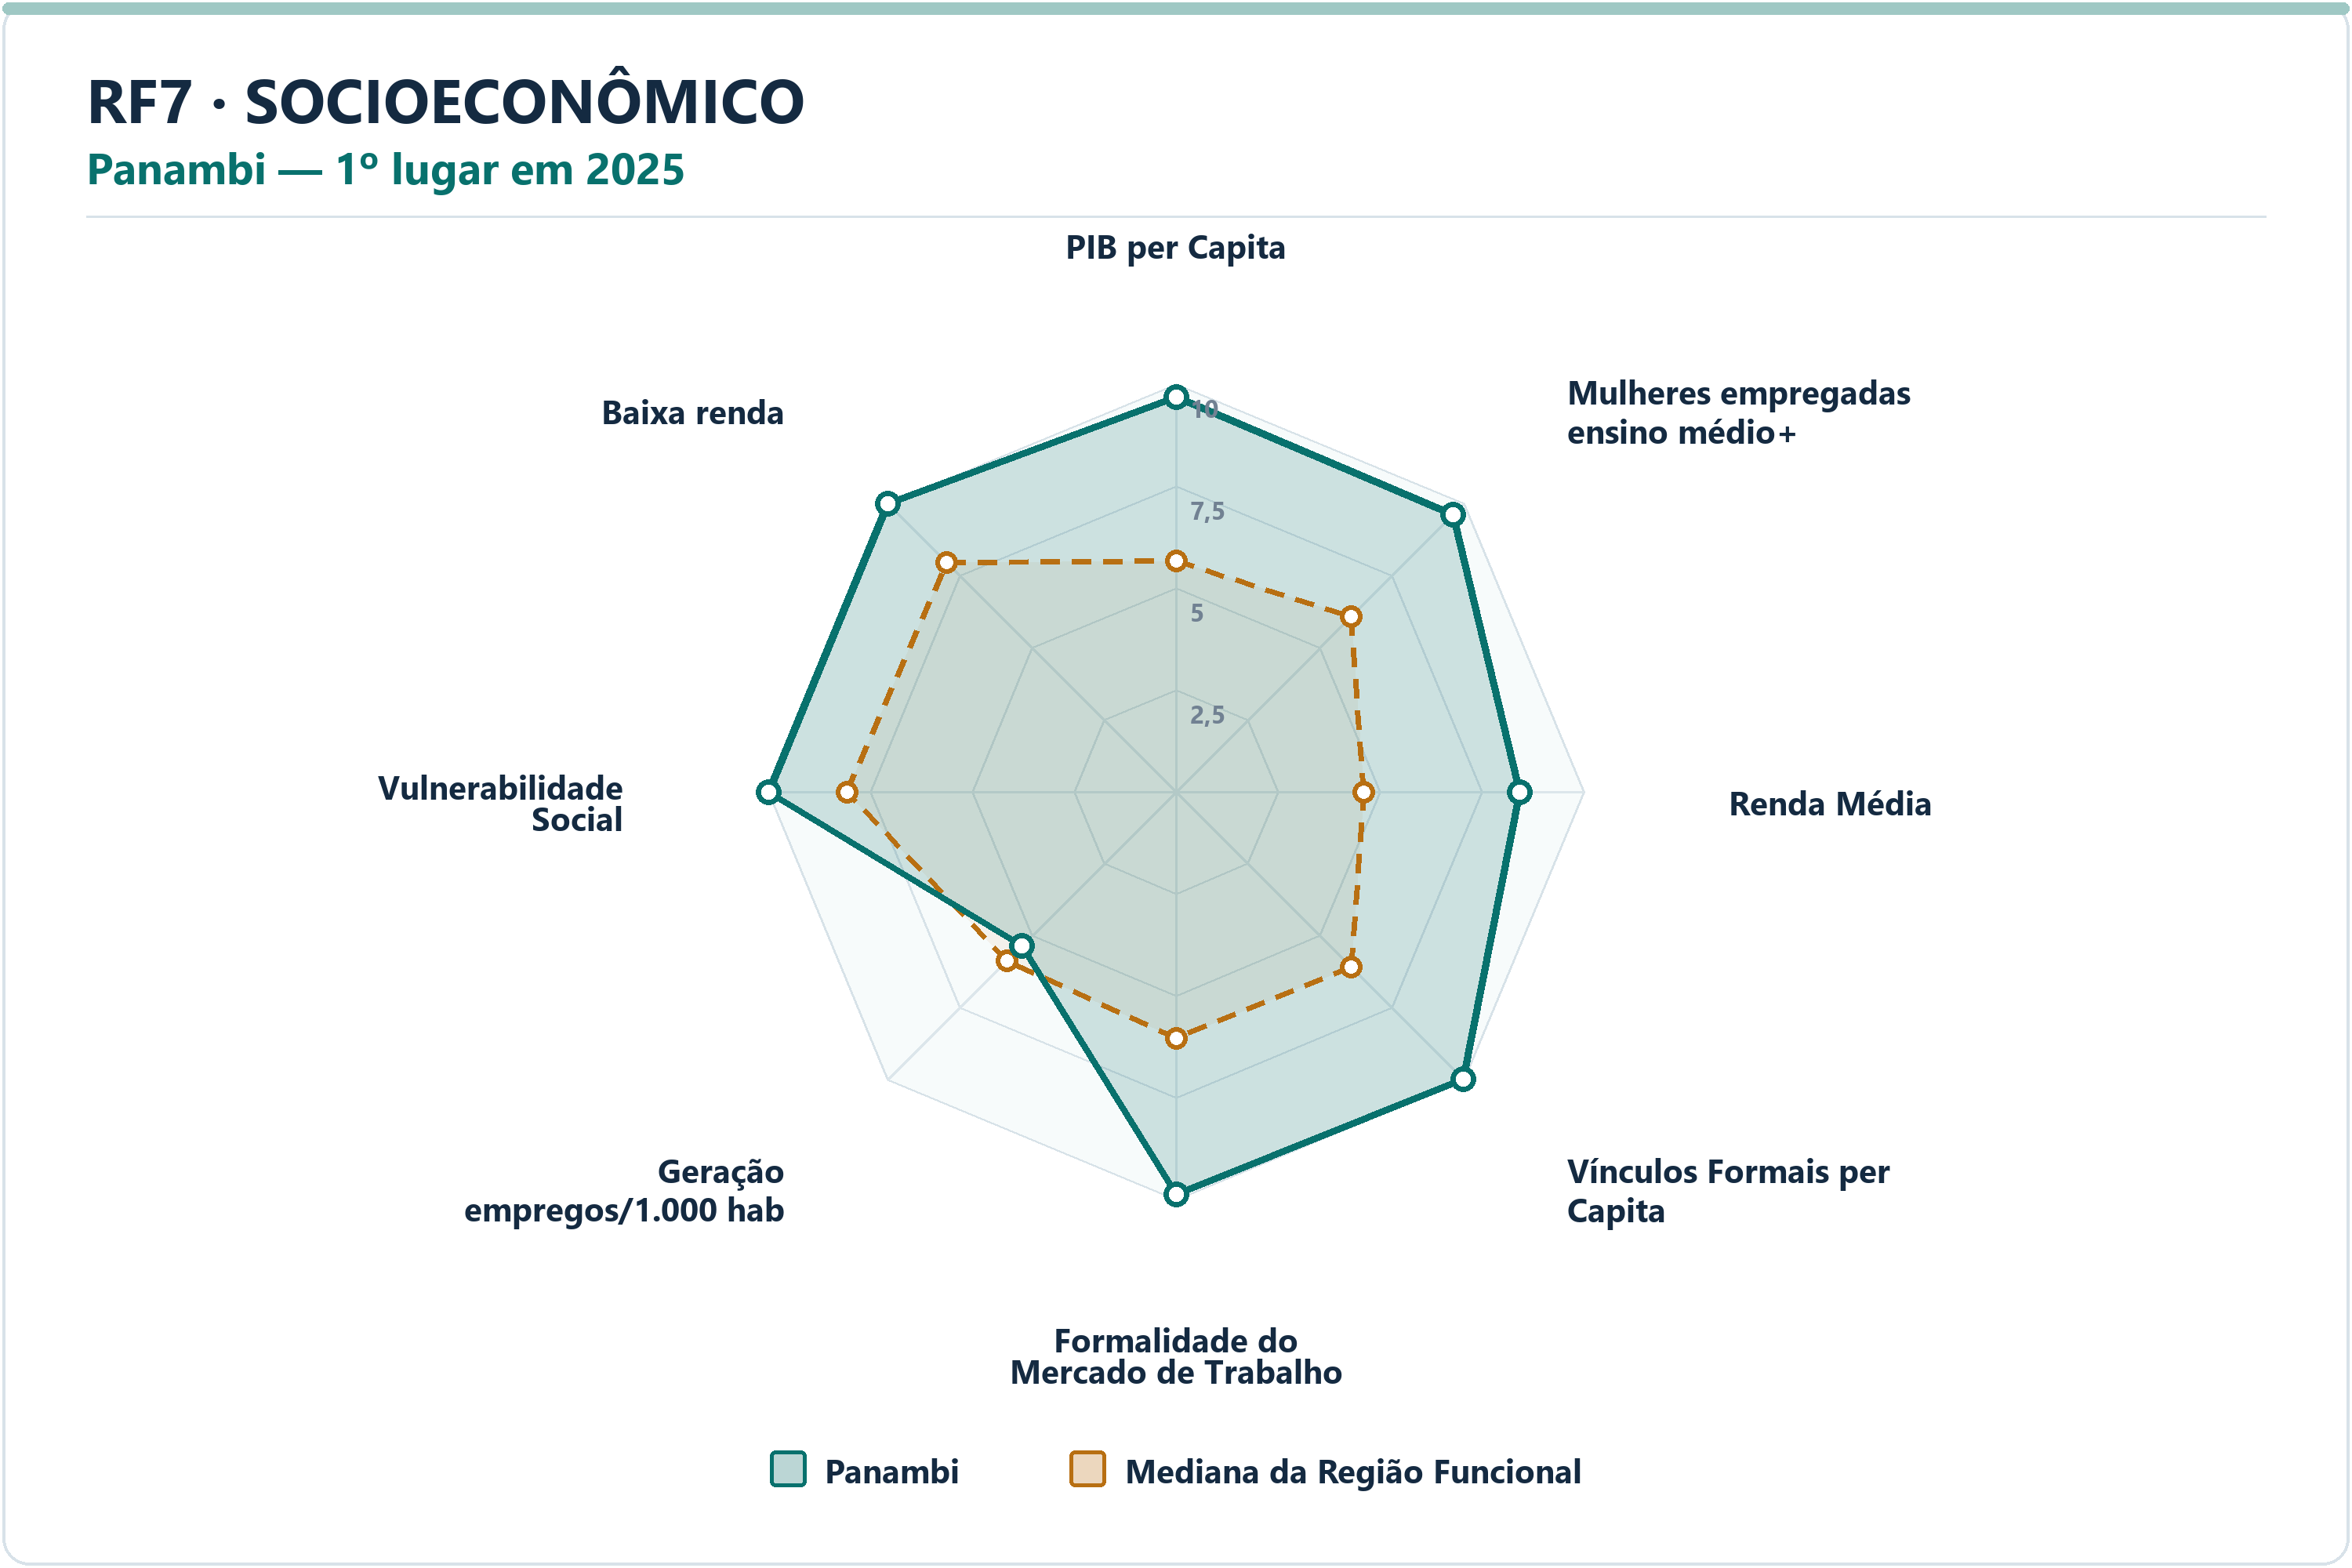 RF7 · SOCIOECONÔMICO
Panambi — 1º lugar em 2025
PIB per Capita
Mulheres empregadas
ensino médio+
Baixa renda
10
7,5
5
2,5
Vulnerabilidade
Social
Renda Média
Geração
empregos/1.000 hab
Vínculos Formais per
Capita
Formalidade do
Mercado de Trabalho
Panambi
Mediana da Região Funcional